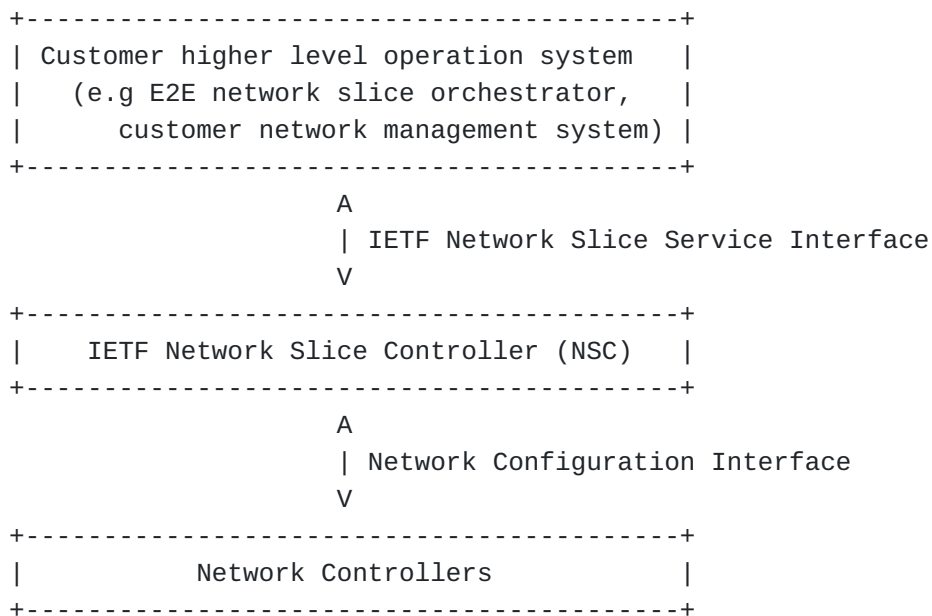 +------------------------------------------+
| Customer higher level operation system   |
|   (e.g E2E network slice orchestrator,   |
|      customer network management system) |
+------------------------------------------+
                     A
                     | IETF Network Slice Service Interface
                     V
+------------------------------------------+
|    IETF Network Slice Controller (NSC)   |
+------------------------------------------+
                     A
                     | Network Configuration Interface
                     V
+------------------------------------------+
|           Network Controllers            |
+------------------------------------------+